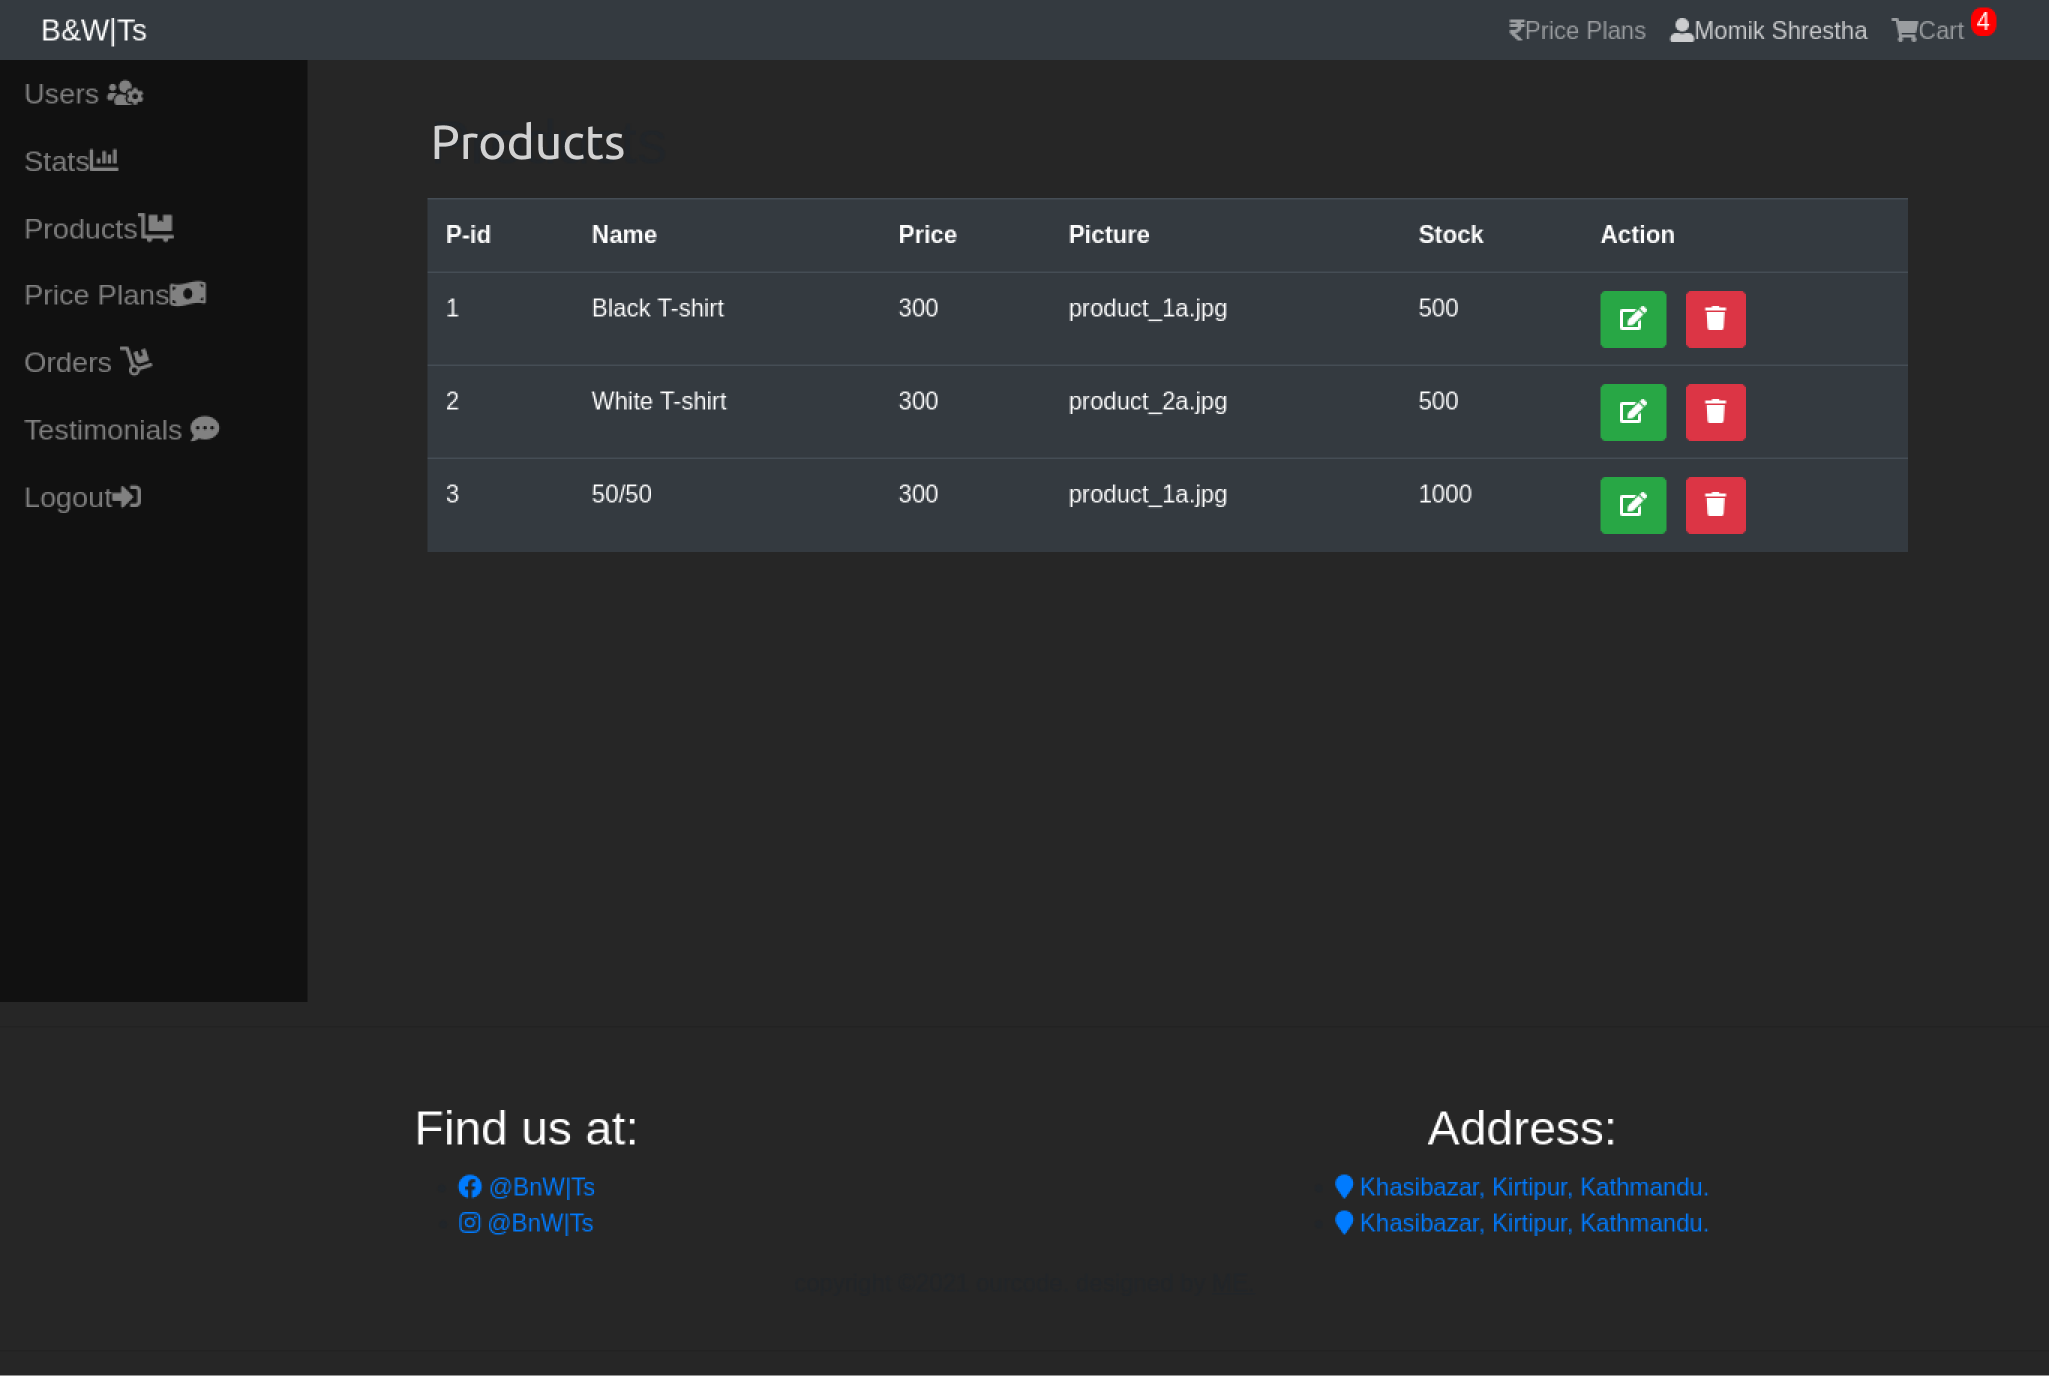 B&W|Ts
Price Plans Momik Shrestha Cart 4
Users
Stats
Products
Price Plans
Orders
Testimonials
Logout
Products
P-id Name Price Picture Stock Action
1 Black T-shirt 300 product_1a.jpg 500
2 White T-shirt 300 product_2a.jpg 500
3 50/50 300 product_1a.jpg 1000
Find us at:
@BnW|Ts
@BnW|Ts
Address:
Khasibazar, Kirtipur, Kathmandu.
Khasibazar, Kirtipur, Kathmandu.